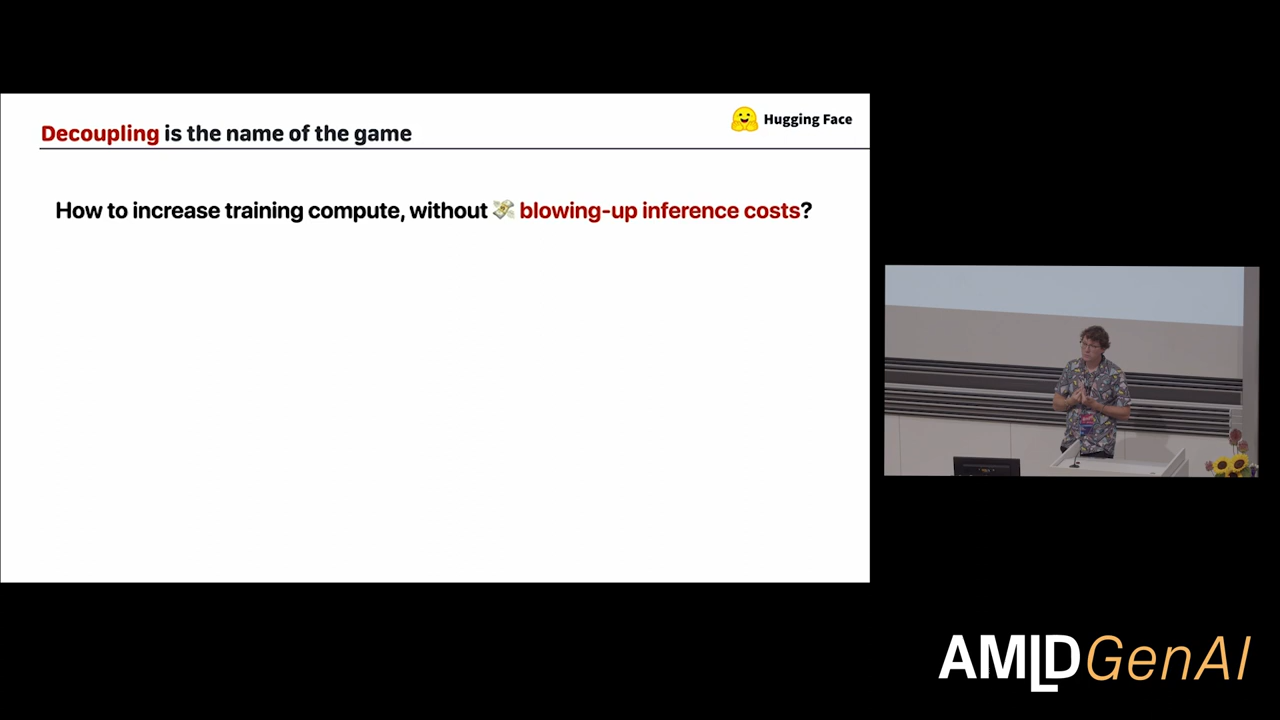 Decoupling is the name of the game
Hugging Face
How to increase training compute, without 💸 blowing-up inference costs?
AMLD GenAI